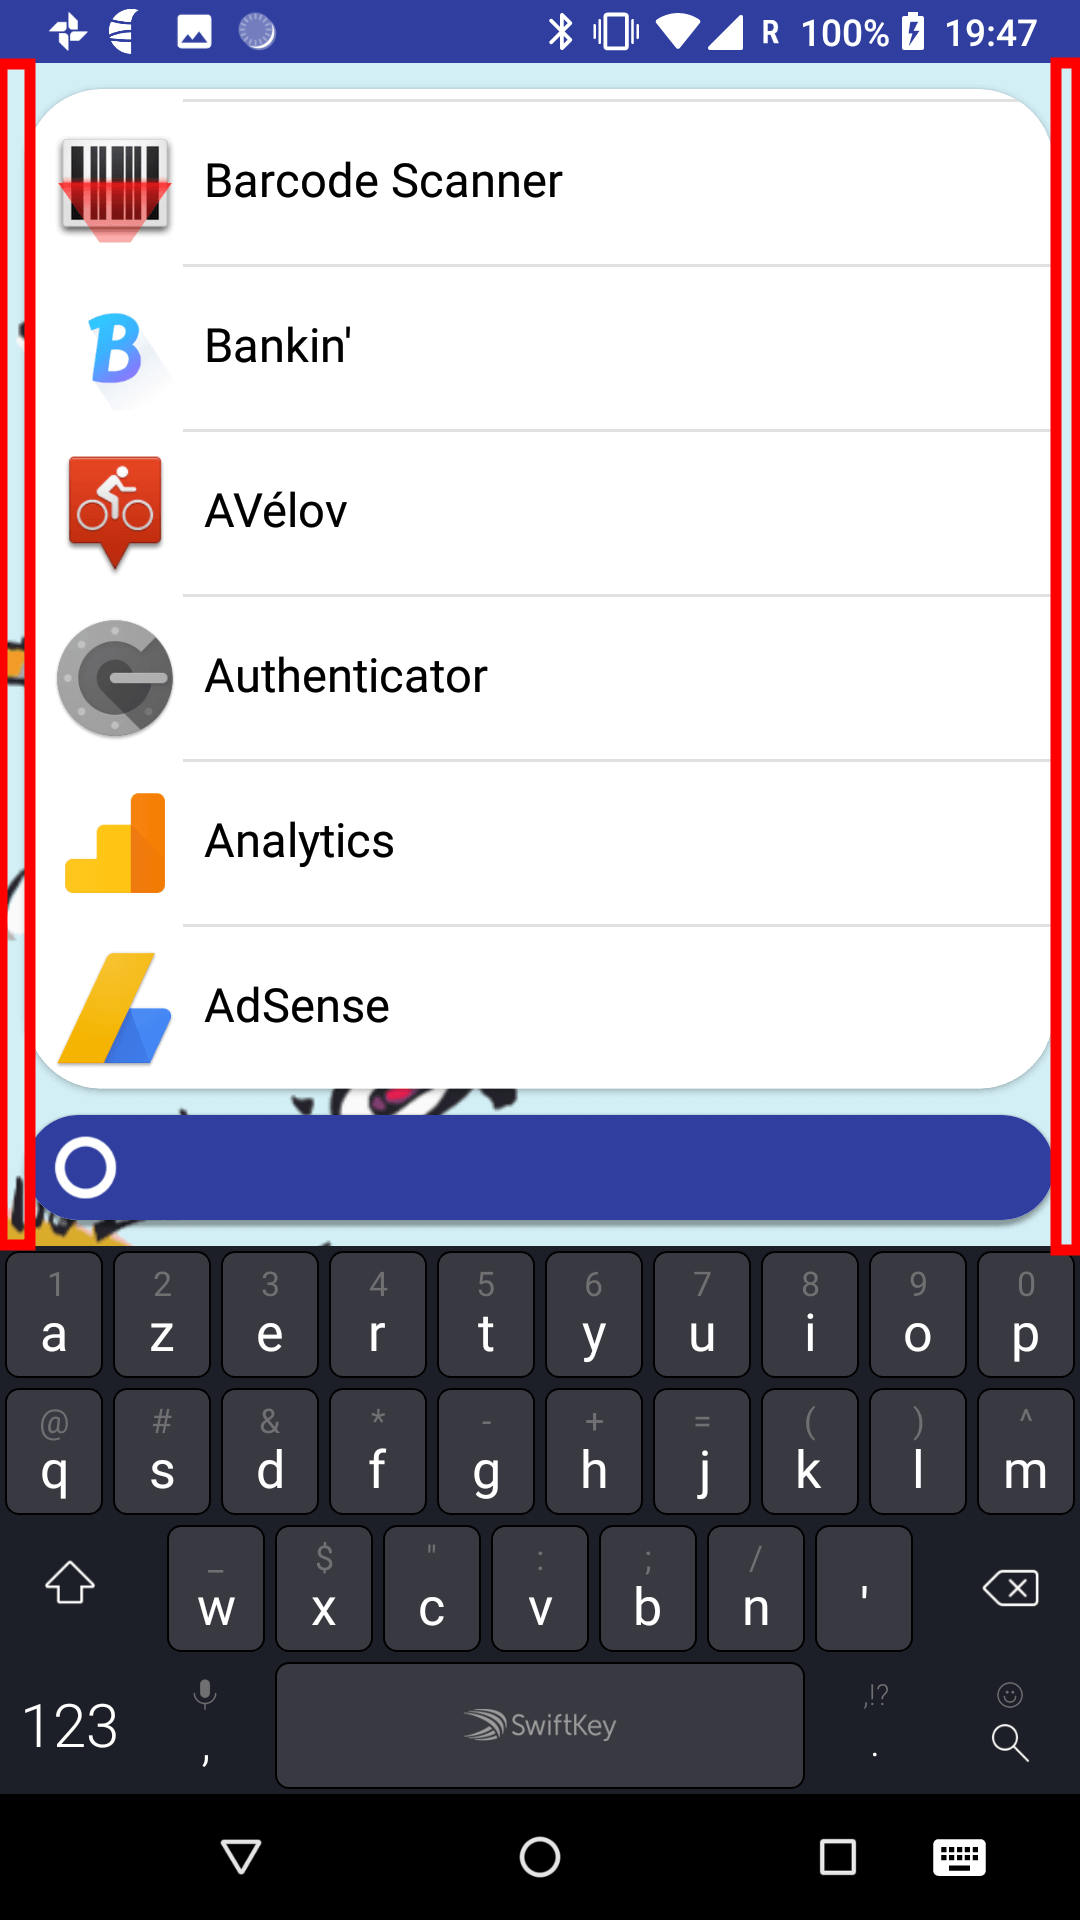 R 100% 19:47
Barcode Scanner
Bankin'
AVélov
Authenticator
Analytics
AdSense
1 2 3 4 5 6 7 8 9 0
a z e r t y u i o p
@ # & * - + = ( ) ^
q s d f g h j k l m
_ $ " : ; /
w x c v b n '
,!?
123 , SwiftKey .